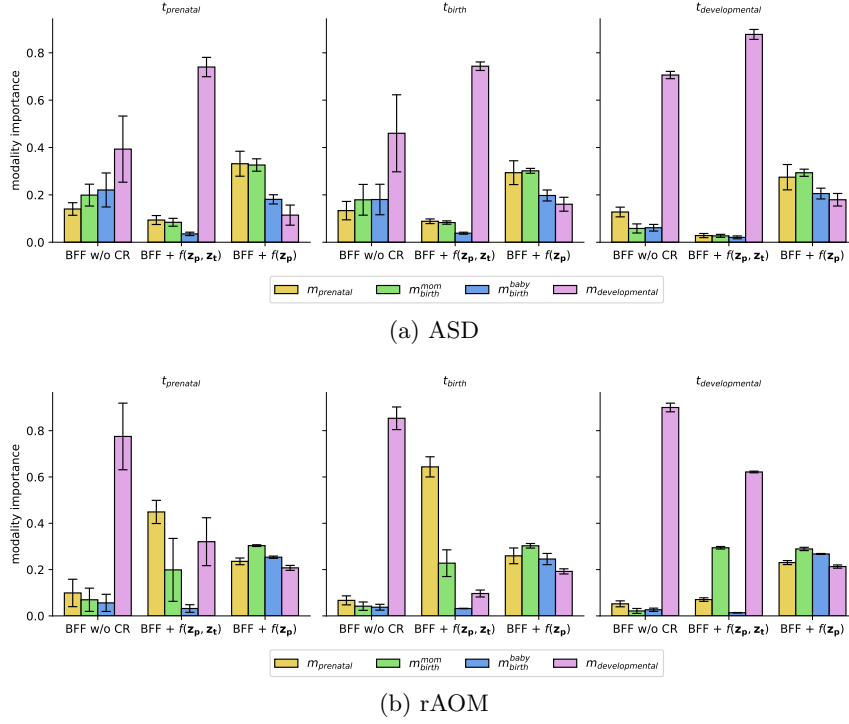 t_prenatal t_birth t_developmental
modality importance
0.8
0.6
0.4
0.2
0.0
BFF w/o CR BFF + f(z_p, z_t) BFF + f(z_p) BFF w/o CR BFF + f(z_p, z_t) BFF + f(z_p) BFF w/o CR BFF + f(z_p, z_t) BFF + f(z_p)
m_prenatal m_birth^mom m_birth^baby m_developmental
(a) ASD
t_prenatal t_birth t_developmental
modality importance
0.8
0.6
0.4
0.2
0.0
BFF w/o CR BFF + f(z_p, z_t) BFF + f(z_p) BFF w/o CR BFF + f(z_p, z_t) BFF + f(z_p) BFF w/o CR BFF + f(z_p, z_t) BFF + f(z_p)
m_prenatal m_birth^mom m_birth^baby m_developmental
(b) rAOM